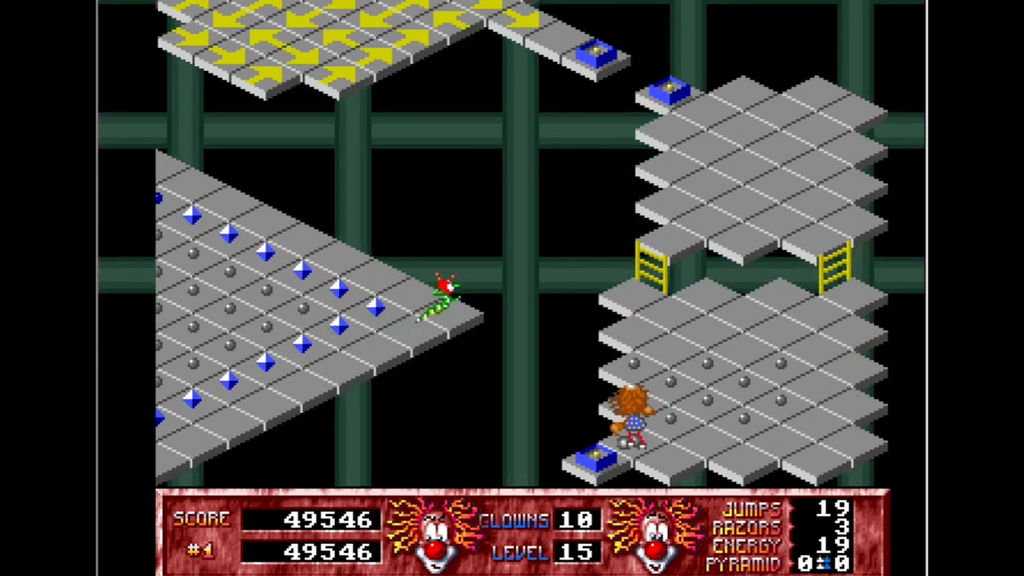 SCORE 49546
#1 49546
CLOWNS 10
LEVEL 15
JUMPS 19
RAZORS 3
ENERGY 19
PYRAMID 0±0